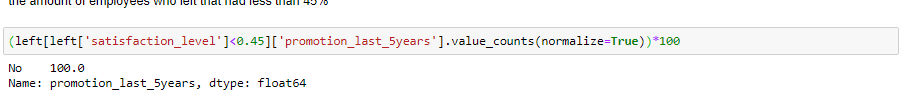 the amount of employees who left that had less than 45%
(left[left['satisfaction_level']<0.45]['promotion_last_5years'].value_counts(normalize=True))*100
No    100.0
Name: promotion_last_5years, dtype: float64